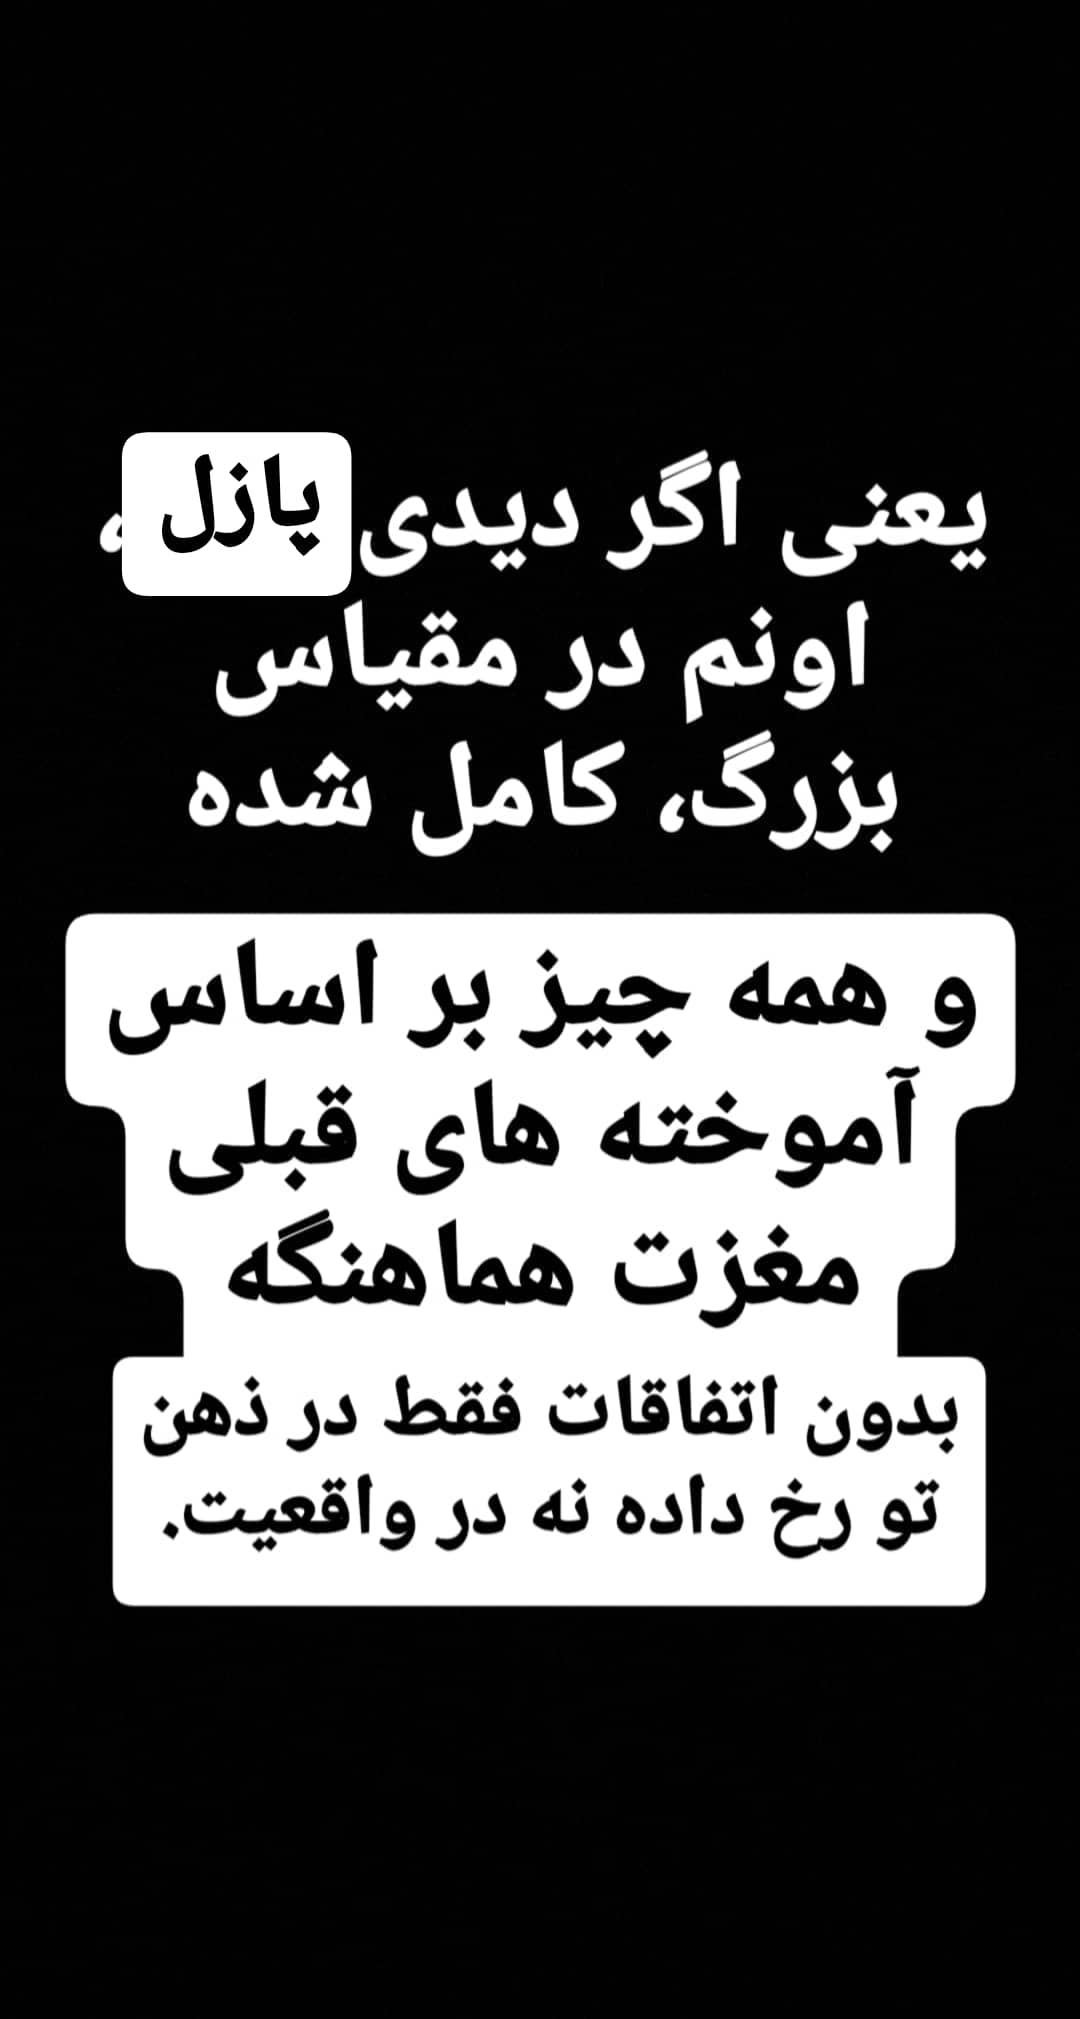 یعنی اگر دیدی پازل ،
اونم در مقیاس
بزرگ، کامل شده
و همه چیز بر اساس
آموخته های قبلی
مغزت هماهنگه
بدون اتفاقات فقط در ذهن
تو رخ داده نه در واقعیت.